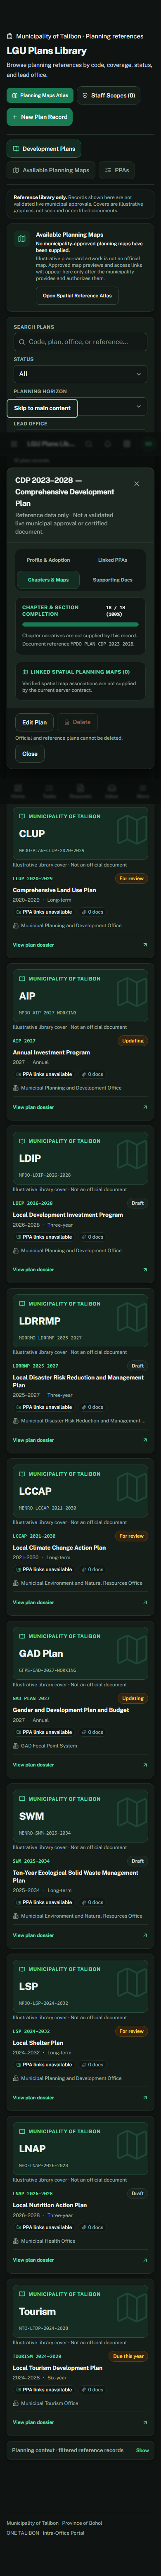 Municipality of Talibon · Planning references
LGU Plans Library
Browse planning references by code, coverage, status, and lead office.
Planning Maps Atlas
Staff Scopes (0)
New Plan Record
Development Plans
Available Planning Maps
PPAs
Reference library only. Records shown here are not validated live municipal approvals. Covers are illustrative graphics, not scanned or certified documents.
Available Planning Maps
No municipality-approved planning maps have been supplied.
Illustrative plan-card artwork is not an official map. Approved map previews and access links will appear here only after the municipality provides and authorizes them.
Open Spatial Reference Atlas
SEARCH PLANS
Code, plan, office, or reference...
STATUS
All
PLANNING HORIZON
Skip to main content
LEAD OFFICE
LGU Plans Lib...
CDP 2023–2028 —
Comprehensive Development
Plan
Reference data only · Not a validated
live municipal approval or certified
document.
Profile & Adoption
Linked PPAs
Chapters & Maps
Supporting Docs
CHAPTER & SECTION COMPLETION
18 / 18 (100%)
Chapter narratives are not supplied by this record.
Document reference MPDO-PLAN-CDP-2023-2028.
LINKED SPATIAL PLANNING MAPS (0)
Verified spatial map associations are not supplied by the current server contract.
Edit Plan
Delete
Official and reference plans cannot be deleted.
Close
MUNICIPALITY OF TALIBON
CLUP
MPDO-PLAN-CLUP-2020-2029
Illustrative library cover · Not an official document
CLUP 2020-2029
For review
Comprehensive Land Use Plan
2020–2029 · Long-term
PPA links unavailable
0 docs
Municipal Planning and Development Office
View plan dossier
MUNICIPALITY OF TALIBON
AIP
MPDO-AIP-2027-WORKING
Illustrative library cover · Not an official document
AIP 2027
Updating
Annual Investment Program
2027 · Annual
PPA links unavailable
0 docs
Municipal Planning and Development Office
View plan dossier
MUNICIPALITY OF TALIBON
LDIP
MPDO-LDIP-2026-2028
Illustrative library cover · Not an official document
LDIP 2026-2028
Draft
Local Development Investment Program
2026–2028 · Three-year
PPA links unavailable
0 docs
Municipal Planning and Development Office
View plan dossier
MUNICIPALITY OF TALIBON
LDRRMP
MDRRMO-LDRRMP-2025-2027
Illustrative library cover · Not an official document
LDRRMP 2025-2027
Draft
Local Disaster Risk Reduction and Management Plan
2025–2027 · Three-year
PPA links unavailable
0 docs
Municipal Disaster Risk Reduction and Management ...
View plan dossier
MUNICIPALITY OF TALIBON
LCCAP
MENRO-LCCAP-2021-2030
Illustrative library cover · Not an official document
LCCAP 2021-2030
For review
Local Climate Change Action Plan
2021–2030 · Long-term
PPA links unavailable
0 docs
Municipal Environment and Natural Resources Office
View plan dossier
MUNICIPALITY OF TALIBON
GAD Plan
GFPS-GAD-2027-WORKING
Illustrative library cover · Not an official document
GAD PLAN 2027
Updating
Gender and Development Plan and Budget
2027 · Annual
PPA links unavailable
0 docs
GAD Focal Point System
View plan dossier
MUNICIPALITY OF TALIBON
SWM
MENRO-SWM-2025-2034
Illustrative library cover · Not an official document
SWM 2025-2034
Draft
Ten-Year Ecological Solid Waste Management Plan
2025–2034 · Long-term
PPA links unavailable
0 docs
Municipal Environment and Natural Resources Office
View plan dossier
MUNICIPALITY OF TALIBON
LSP
MPDO-LSP-2024-2032
Illustrative library cover · Not an official document
LSP 2024-2032
For review
Local Shelter Plan
2024–2032 · Long-term
PPA links unavailable
0 docs
Municipal Planning and Development Office
View plan dossier
MUNICIPALITY OF TALIBON
LNAP
MHO-LNAP-2026-2028
Illustrative library cover · Not an official document
LNAP 2026-2028
Draft
Local Nutrition Action Plan
2026–2028 · Three-year
PPA links unavailable
0 docs
Municipal Health Office
View plan dossier
MUNICIPALITY OF TALIBON
Tourism
MTO-LTDP-2024-2028
Illustrative library cover · Not an official document
TOURISM 2024-2028
Due this year
Local Tourism Development Plan
2024–2028 · Six-year
PPA links unavailable
0 docs
Municipal Tourism Office
View plan dossier
Planning context · filtered reference records
Show
Municipality of Talibon · Province of Bohol
ONE TALIBON · Intra-Office Portal